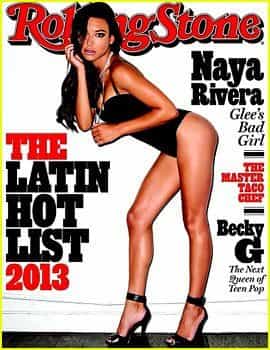 Rolling Stone
Naya
Rivera
Glee's
Bad
Girl
THE
MASTER
TACO
CHEF
Becky
G
The Next
Queen of
Teen Pop
THE
LATIN
HOT
LIST
2013